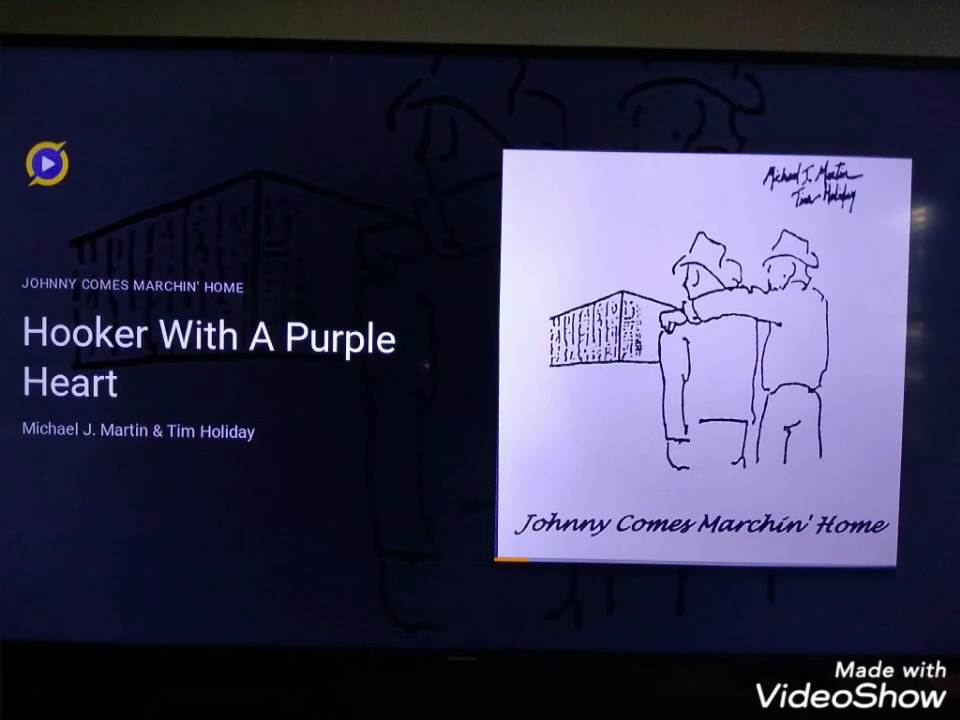 JOHNNY COMES MARCHIN' HOME
Hooker With A Purple
Heart
Michael J. Martin & Tim Holiday
Michael J. Martin
Tim Holiday
Johnny Comes Marchin' Home
Made with
VideoShow